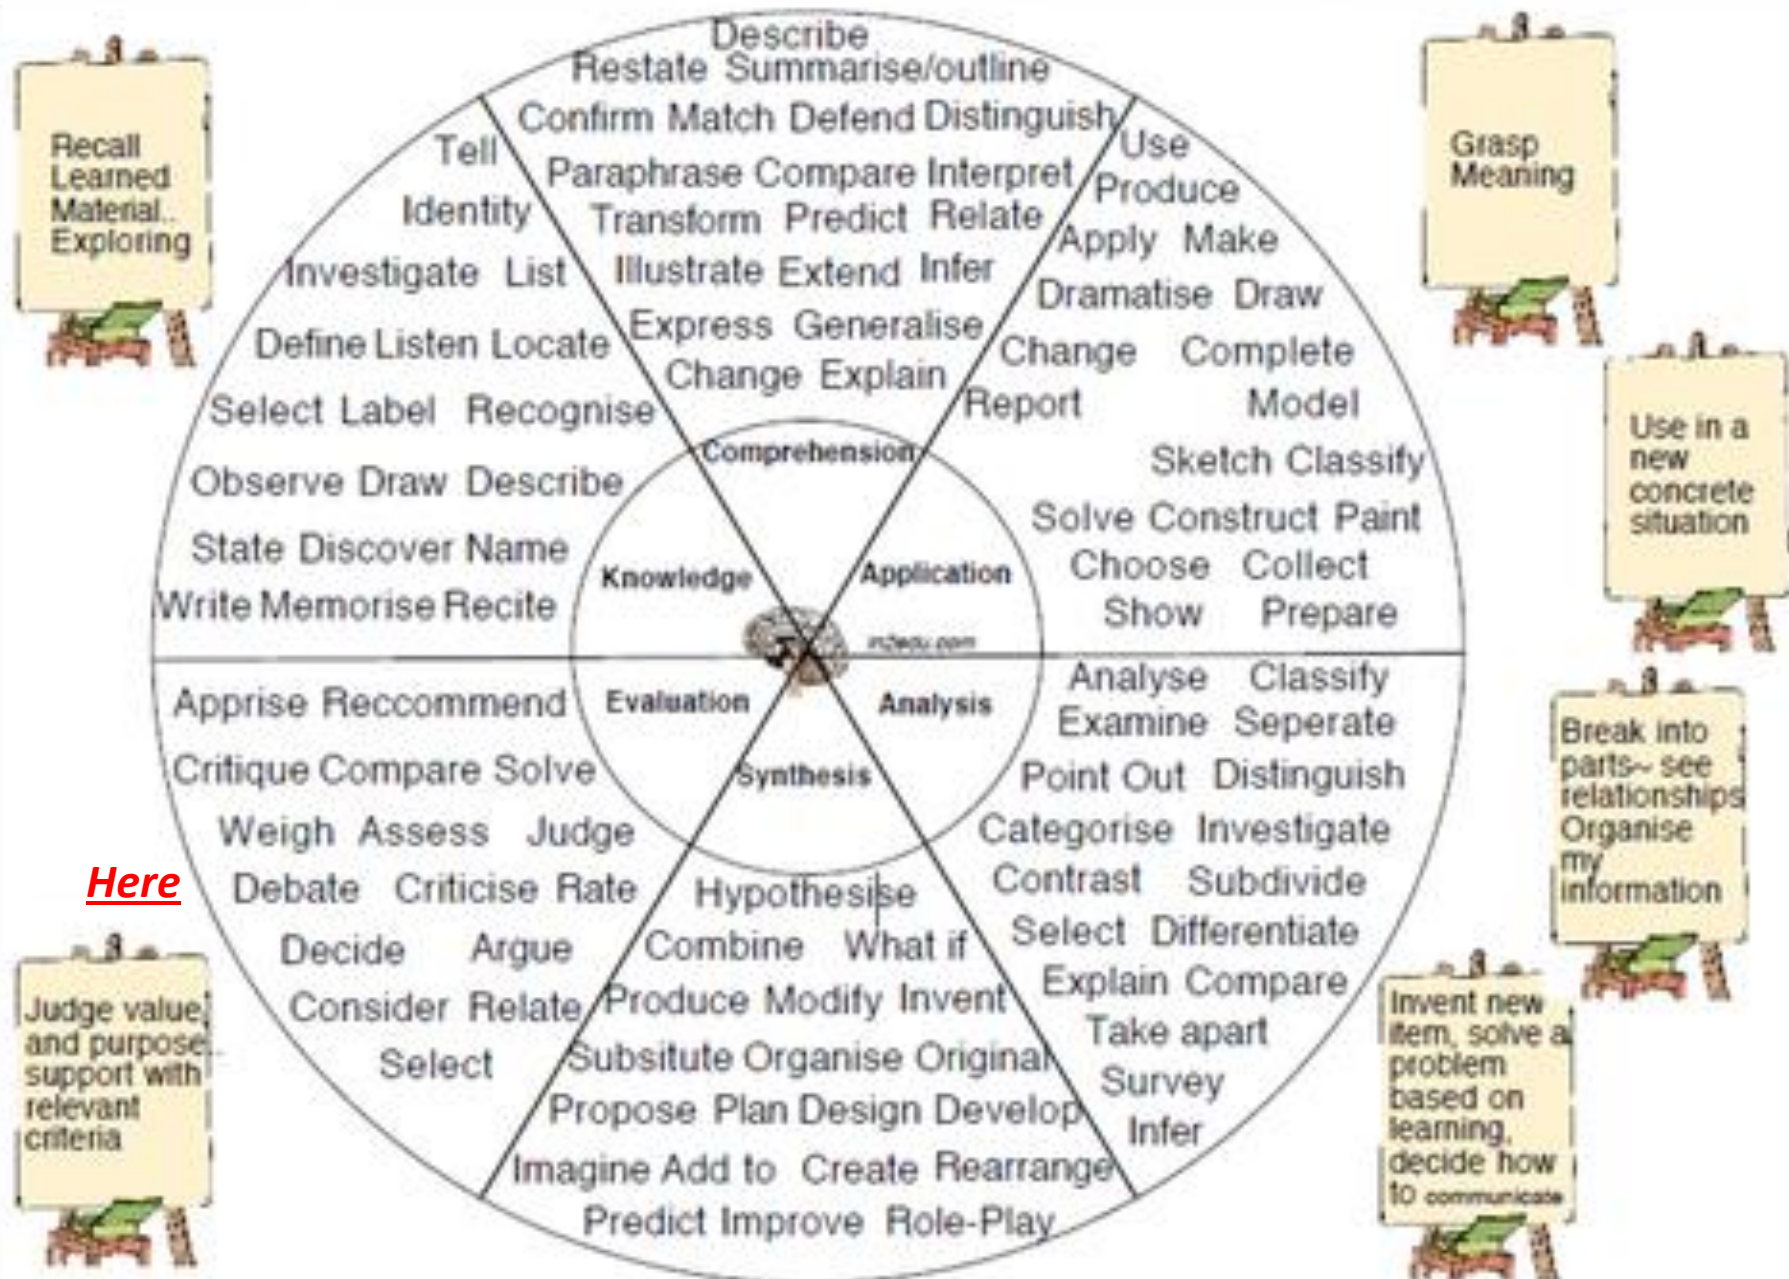 Recall
Learned
Material..
Exploring
Grasp
Meaning
Use in a
new
concrete
situation
Break into
parts~ see
relationships
Organise
my
information
Invent new
item, solve a
problem
based on
learning,
decide how
to communicate
Here
Judge value
and purpose..
support with
relevant
criteria
Describe
Restate Summarise/outline
Confirm Match Defend Distinguish
Paraphrase Compare Interpret
Transform Predict Relate
Illustrate Extend Infer
Express Generalise
Change Explain
Comprehension
Use
Produce
Apply Make
Dramatise Draw
Change Complete
Report Model
Sketch Classify
Solve Construct Paint
Choose Collect
Show Prepare
Application
in2edu.com
Analyse Classify
Examine Seperate
Point Out Distinguish
Categorise Investigate
Contrast Subdivide
Select Differentiate
Explain Compare
Take apart
Survey
Infer
Analysis
Synthesis
Hypothesise
Combine What if
Produce Modify Invent
Subsitute Organise Original
Propose Plan Design Develop
Imagine Add to Create Rearrange
Predict Improve Role-Play
Evaluation
Apprise Reccommend
Critique Compare Solve
Weigh Assess Judge
Debate Criticise Rate
Decide Argue
Consider Relate
Select
Knowledge
Tell
Identity
Investigate List
Define Listen Locate
Select Label Recognise
Observe Draw Describe
State Discover Name
Write Memorise Recite